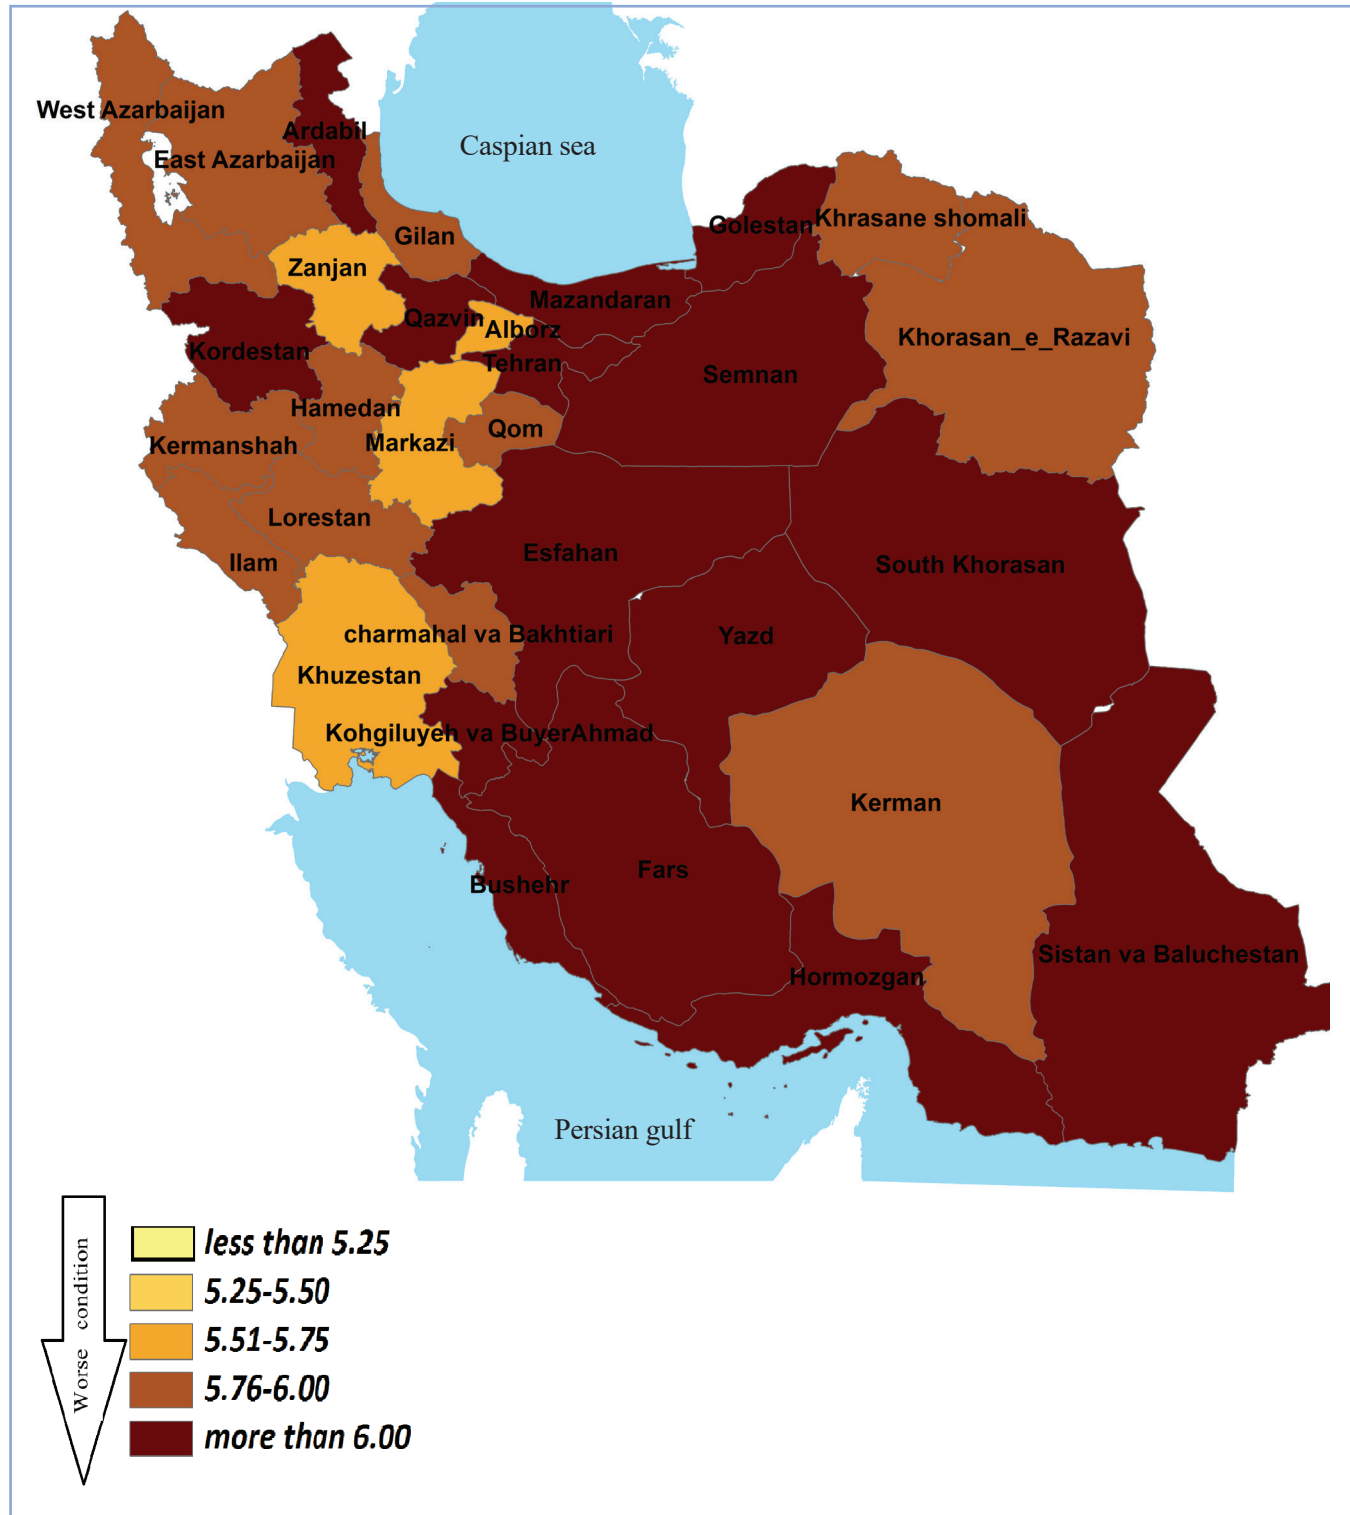 West Azarbaijan
Ardabil
East Azarbaijan
Caspian sea
Gilan
Golestan
Khrasane shomali
Zanjan
Mazandaran
Qazvin
Alborz
Khorasan_e_Razavi
Kordestan
Tehran
Semnan
Hamedan
Qom
Kermanshah
Markazi
Lorestan
Esfahan
Ilam
South Khorasan
charmahal va Bakhtiari
Yazd
Khuzestan
Kohgiluyeh va BuyerAhmad
Kerman
Fars
Bushehr
Sistan va Baluchestan
Hormozgan
Persian gulf
Worse condition
less than 5.25
5.25-5.50
5.51-5.75
5.76-6.00
more than 6.00